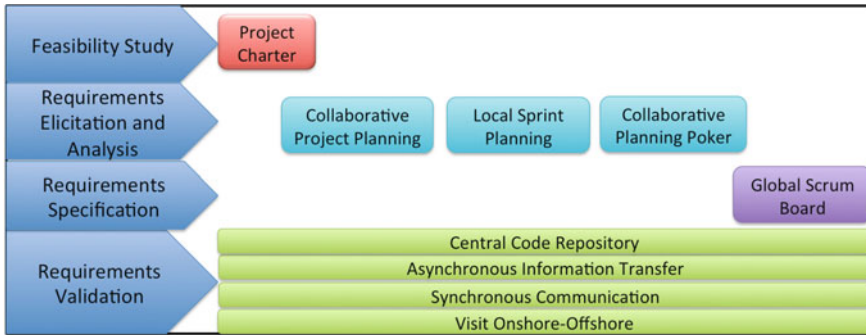 Feasibility Study
Project
Charter
Requirements
Elicitation and
Analysis
Collaborative
Project Planning
Local Sprint
Planning
Collaborative
Planning Poker
Requirements
Specification
Global Scrum
Board
Requirements
Validation
Central Code Repository
Asynchronous Information Transfer
Synchronous Communication
Visit Onshore-Offshore